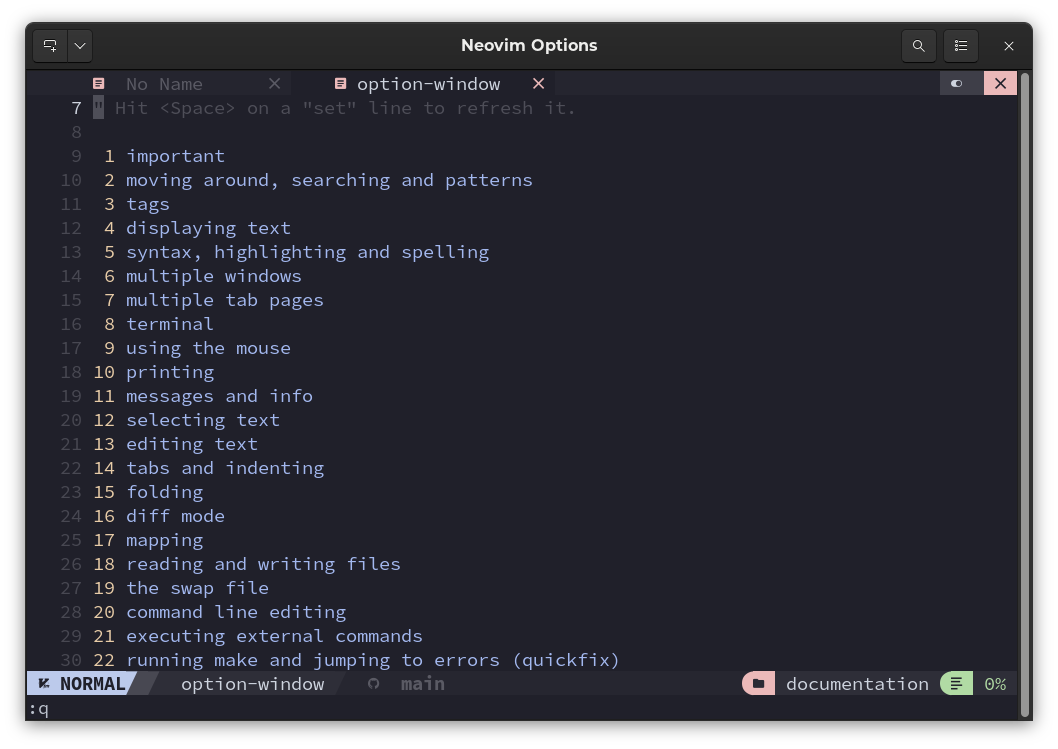 Neovim Options
No Name option-window
7 " Hit <Space> on a "set" line to refresh it.
8
9 1 important
10 2 moving around, searching and patterns
11 3 tags
12 4 displaying text
13 5 syntax, highlighting and spelling
14 6 multiple windows
15 7 multiple tab pages
16 8 terminal
17 9 using the mouse
18 10 printing
19 11 messages and info
20 12 selecting text
21 13 editing text
22 14 tabs and indenting
23 15 folding
24 16 diff mode
25 17 mapping
26 18 reading and writing files
27 19 the swap file
28 20 command line editing
29 21 executing external commands
30 22 running make and jumping to errors (quickfix)
NORMAL option-window main documentation 0%
:q